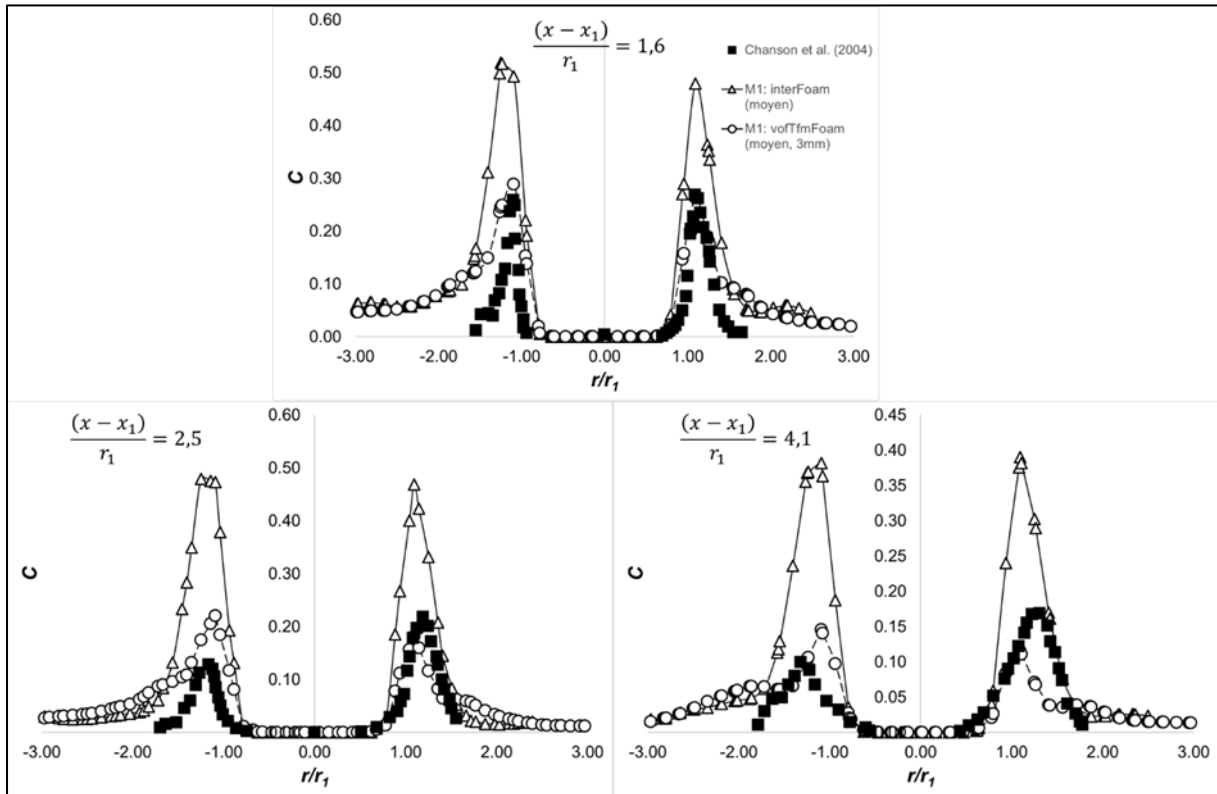 0.60
(x − x₁)
r₁
= 1,6
0.50
0.40
0.30
0.20
0.10
0.00
C
■ Chanson et al. (2004)
M1: interFoam
(moyen)
M1: vofTfmFoam
(moyen, 3mm)
-3.00 -2.00 -1.00 0.00 1.00 2.00 3.00
r/r₁
(x − x₁)
r₁
= 2,5
0.60
0.50
0.40
0.30
0.20
0.10
C
-3.00 -2.00 -1.00 0.00 1.00 2.00 3.00
r/r₁
(x − x₁)
r₁
= 4,1
0.45
0.40
0.35
0.30
0.25
0.20
0.15
0.10
0.05
C
-3.00 -2.00 -1.00 0.00 1.00 2.00 3.00
r/r₁